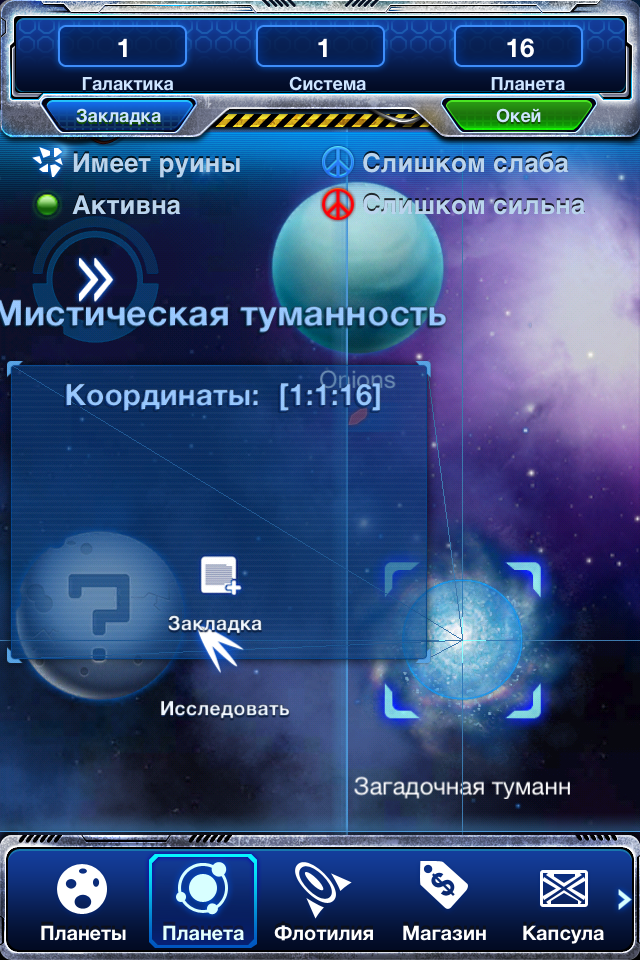 1 1 16
Галактика Система Планета
Закладка Окей
Имеет руины Слишком слаба
Активна Слишком сильна
Мистическая туманность
Onions
Координаты: [1:1:16]
Закладка
Исследовать
Загадочная туманн
Планеты Планета Флотилия Магазин Капсула